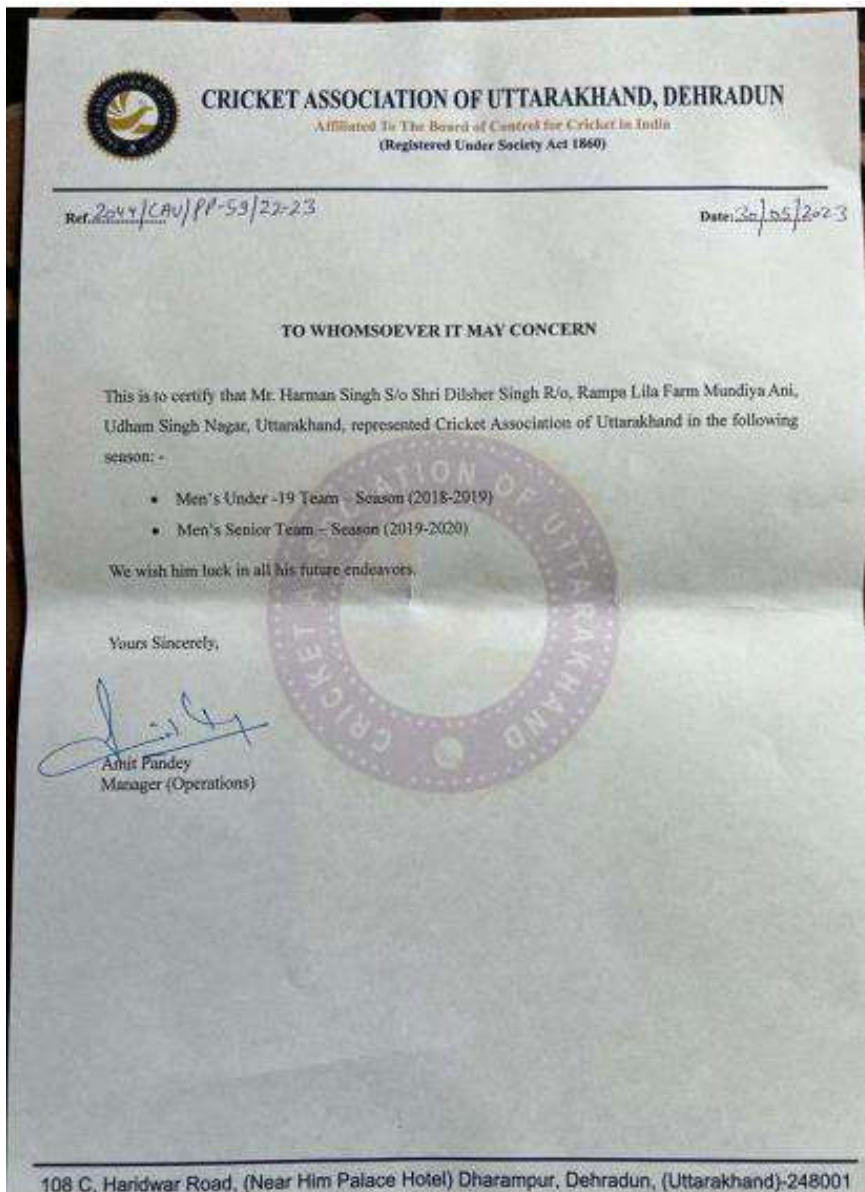 CRICKET ASSOCIATION OF UTTARAKHAND, DEHRADUN
Affiliated To The Board of Control for Cricket in India
(Registered Under Society Act 1860)
Ref. 2044/CAU/PP-59/22-23
Date: 30/05/2023
TO WHOMSOEVER IT MAY CONCERN
This is to certify that Mr. Harman Singh S/o Shri Dilsher Singh R/o, Rampa Lila Farm Mundiya Ani,
Udham Singh Nagar, Uttarakhand, represented Cricket Association of Uttarakhand in the following
season: -
• Men's Under -19 Team – Season (2018-2019)
• Men's Senior Team – Season (2019-2020)
We wish him luck in all his future endeavors.
Yours Sincerely,
Amit Pandey
Manager (Operations)
CRICKET ASSOCIATION OF UTTARAKHAND
108 C, Haridwar Road, (Near Him Palace Hotel) Dharampur, Dehradun, (Uttarakhand)-248001